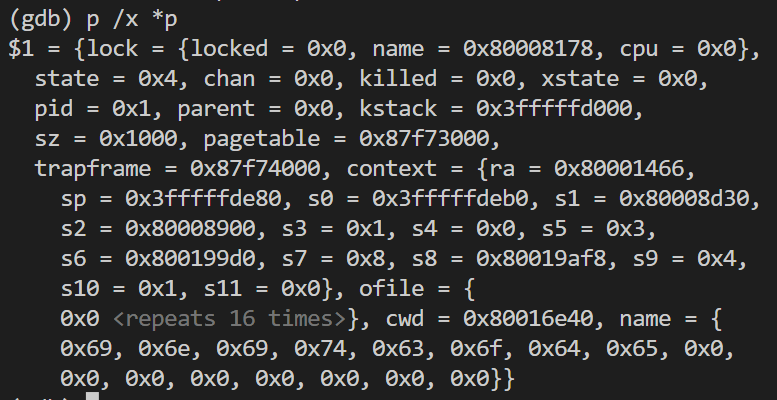 (gdb) p /x *p
$1 = {lock = {locked = 0x0, name = 0x80008178, cpu = 0x0},
state = 0x4, chan = 0x0, killed = 0x0, xstate = 0x0,
pid = 0x1, parent = 0x0, kstack = 0x3fffffd000,
sz = 0x1000, pagetable = 0x87f73000,
trapframe = 0x87f74000, context = {ra = 0x80001466,
sp = 0x3fffffde80, s0 = 0x3fffffdeb0, s1 = 0x80008d30,
s2 = 0x80008900, s3 = 0x1, s4 = 0x0, s5 = 0x3,
s6 = 0x800199d0, s7 = 0x8, s8 = 0x80019af8, s9 = 0x4,
s10 = 0x1, s11 = 0x0}, ofile = {
0x0 <repeats 16 times>}, cwd = 0x80016e40, name = {
0x69, 0x6e, 0x69, 0x74, 0x63, 0x6f, 0x64, 0x65, 0x0,
0x0, 0x0, 0x0, 0x0, 0x0, 0x0, 0x0}}